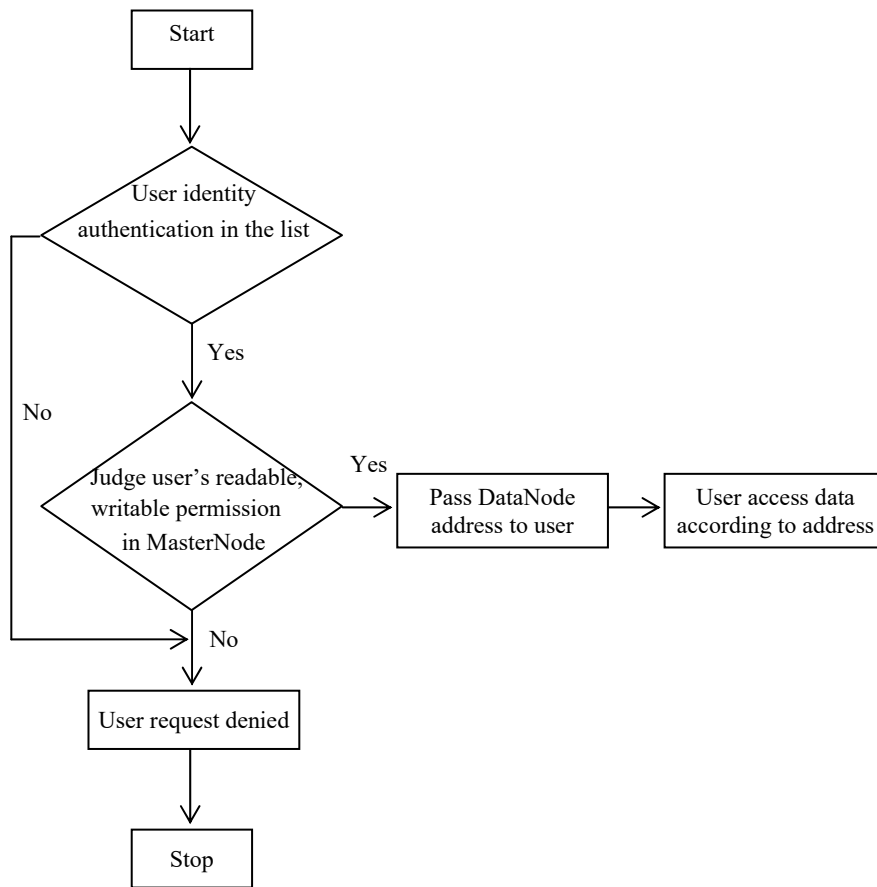 Start
User identity
authentication in the list
Yes
No
Judge user’s readable,
writable permission
in MasterNode
Yes
Pass DataNode
address to user
User access data
according to address
No
User request denied
Stop